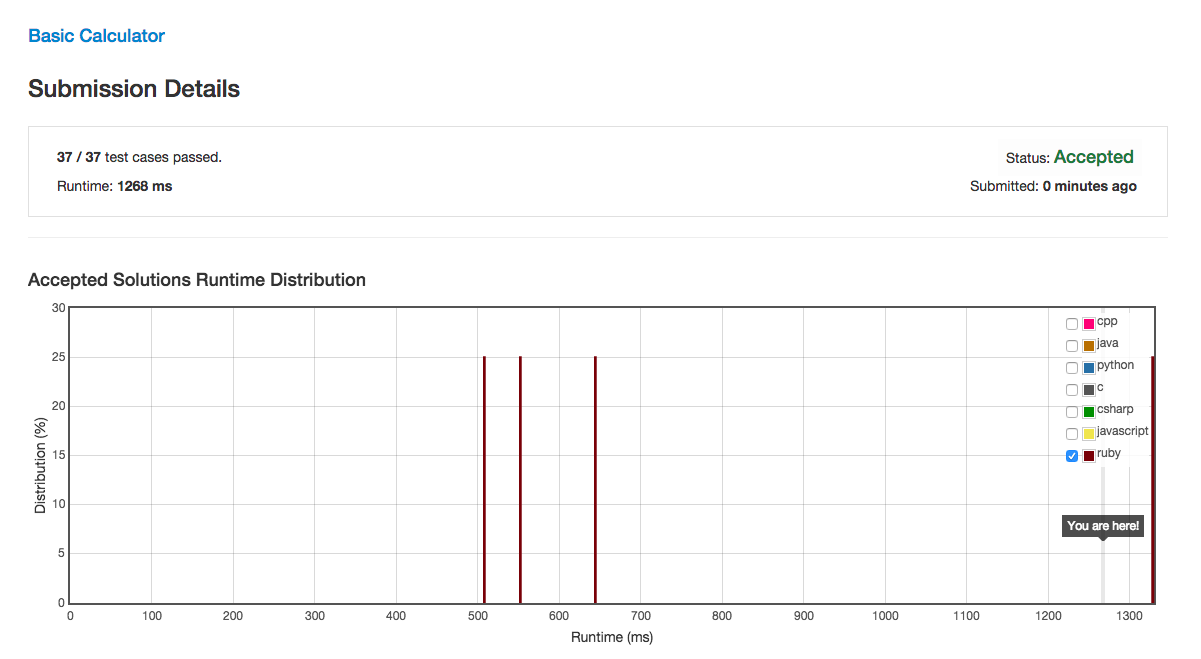 Basic Calculator
Submission Details
37 / 37 test cases passed.
Status: Accepted
Runtime: 1268 ms
Submitted: 0 minutes ago
Accepted Solutions Runtime Distribution
30
25
20
15
10
5
0
Distribution (%)
cpp
java
python
c
csharp
javascript
ruby
You are here!
0 100 200 300 400 500 600 700 800 900 1000 1100 1200 1300
Runtime (ms)